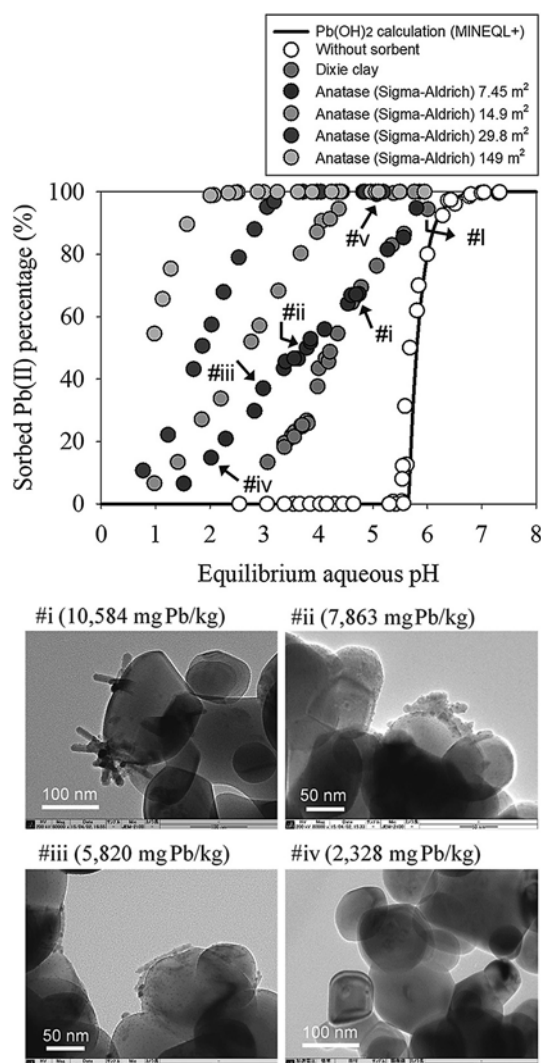 Pb(OH)2 calculation (MINEQL+)
Without sorbent
Dixie clay
Anatase (Sigma-Aldrich) 7.45 m²
Anatase (Sigma-Aldrich) 14.9 m²
Anatase (Sigma-Aldrich) 29.8 m²
Anatase (Sigma-Aldrich) 149 m²
Sorbed Pb(II) percentage (%)
100
80
60
40
20
0
#v
#I
#ii
#i
#iii
#iv
0 1 2 3 4 5 6 7 8
Equilibrium aqueous pH
#i (10,584 mg Pb/kg)
#ii (7,863 mg Pb/kg)
100 nm
50 nm
#iii (5,820 mg Pb/kg)
#iv (2,328 mg Pb/kg)
50 nm
100 nm